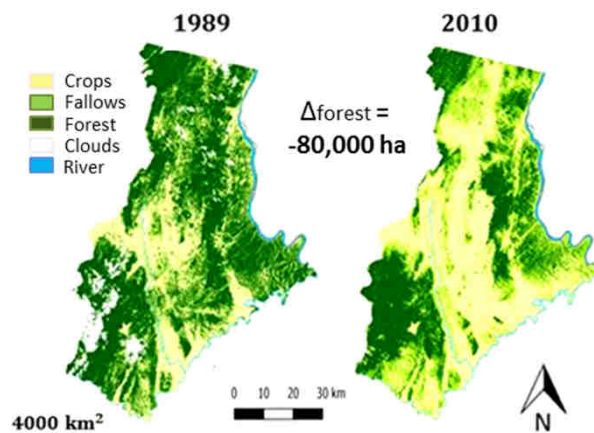 1989
2010
Crops
Fallows
Forest
Clouds
River
Δforest =
-80,000 ha
0 10 20 30 km
4000 km²
N